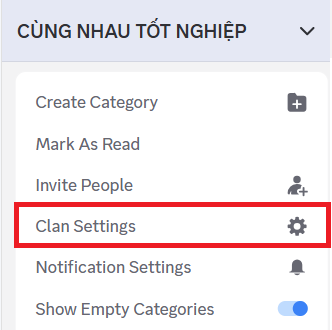 CÙNG NHAU TỐT NGHIỆP
Create Category
Mark As Read
Invite People
Clan Settings
Notification Settings
Show Empty Categories